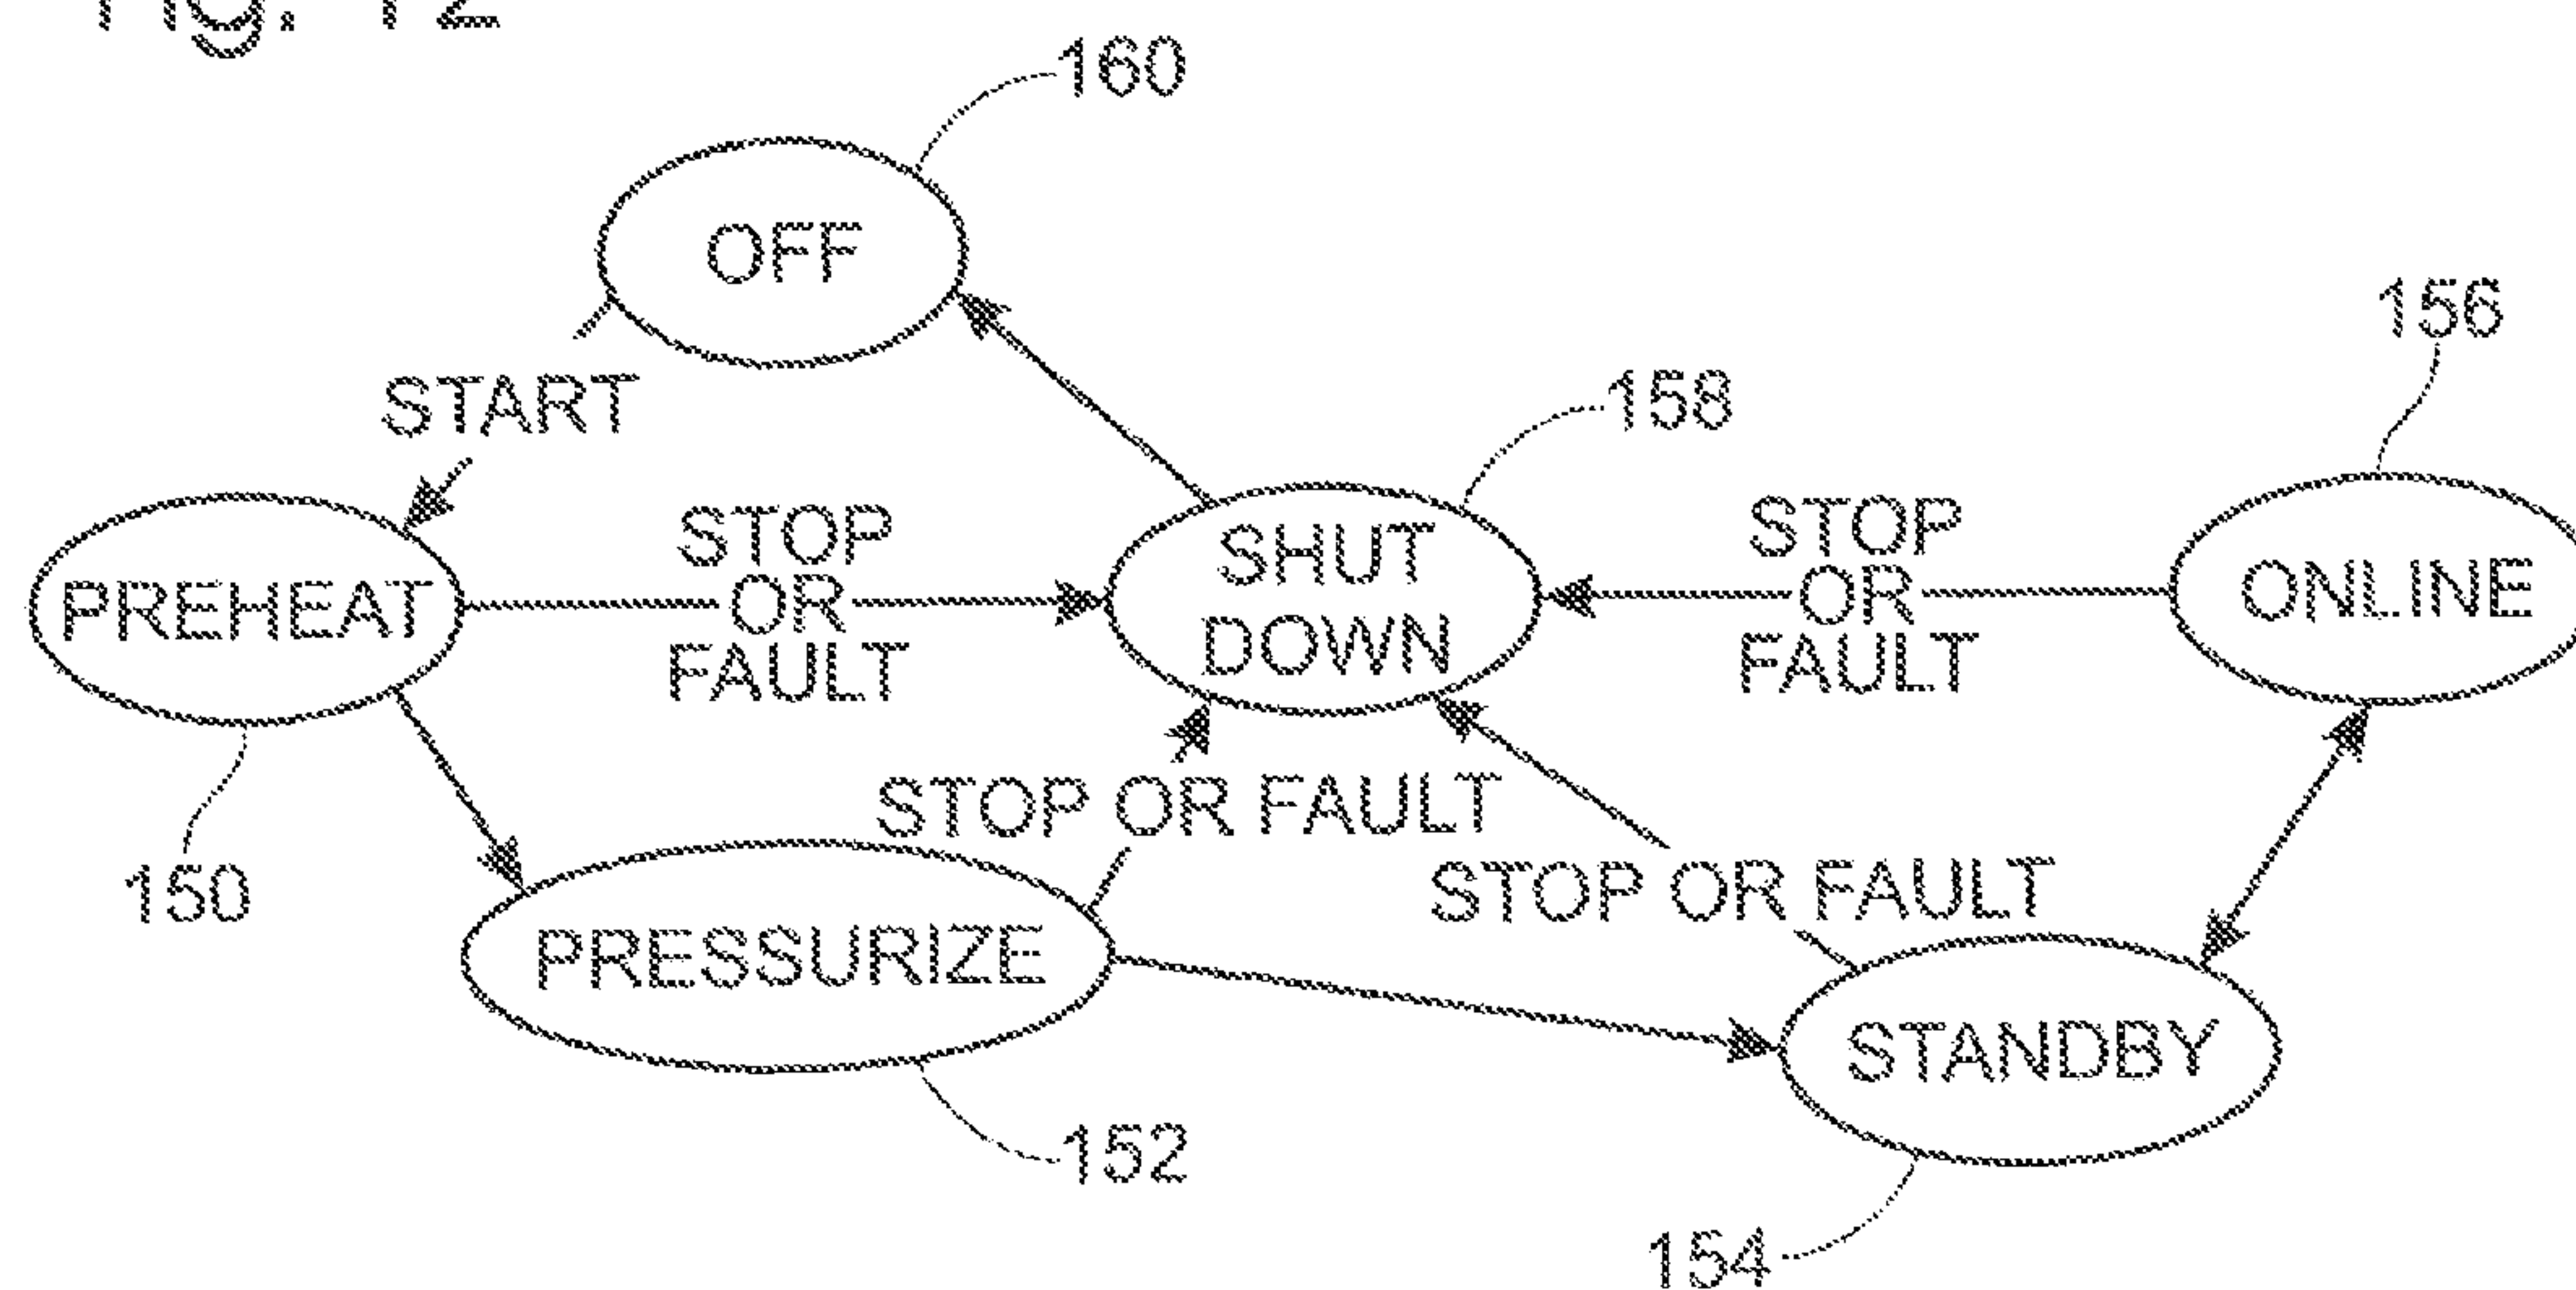 Fig. 12
160
OFF
156
START
158
STOP
OR
FAULT
SHUT
DOWN
STOP
OR
FAULT
ONLINE
PREHEAT
STOP OR FAULT
STOP OR FAULT
150
PRESSURIZE
STANDBY
152
154